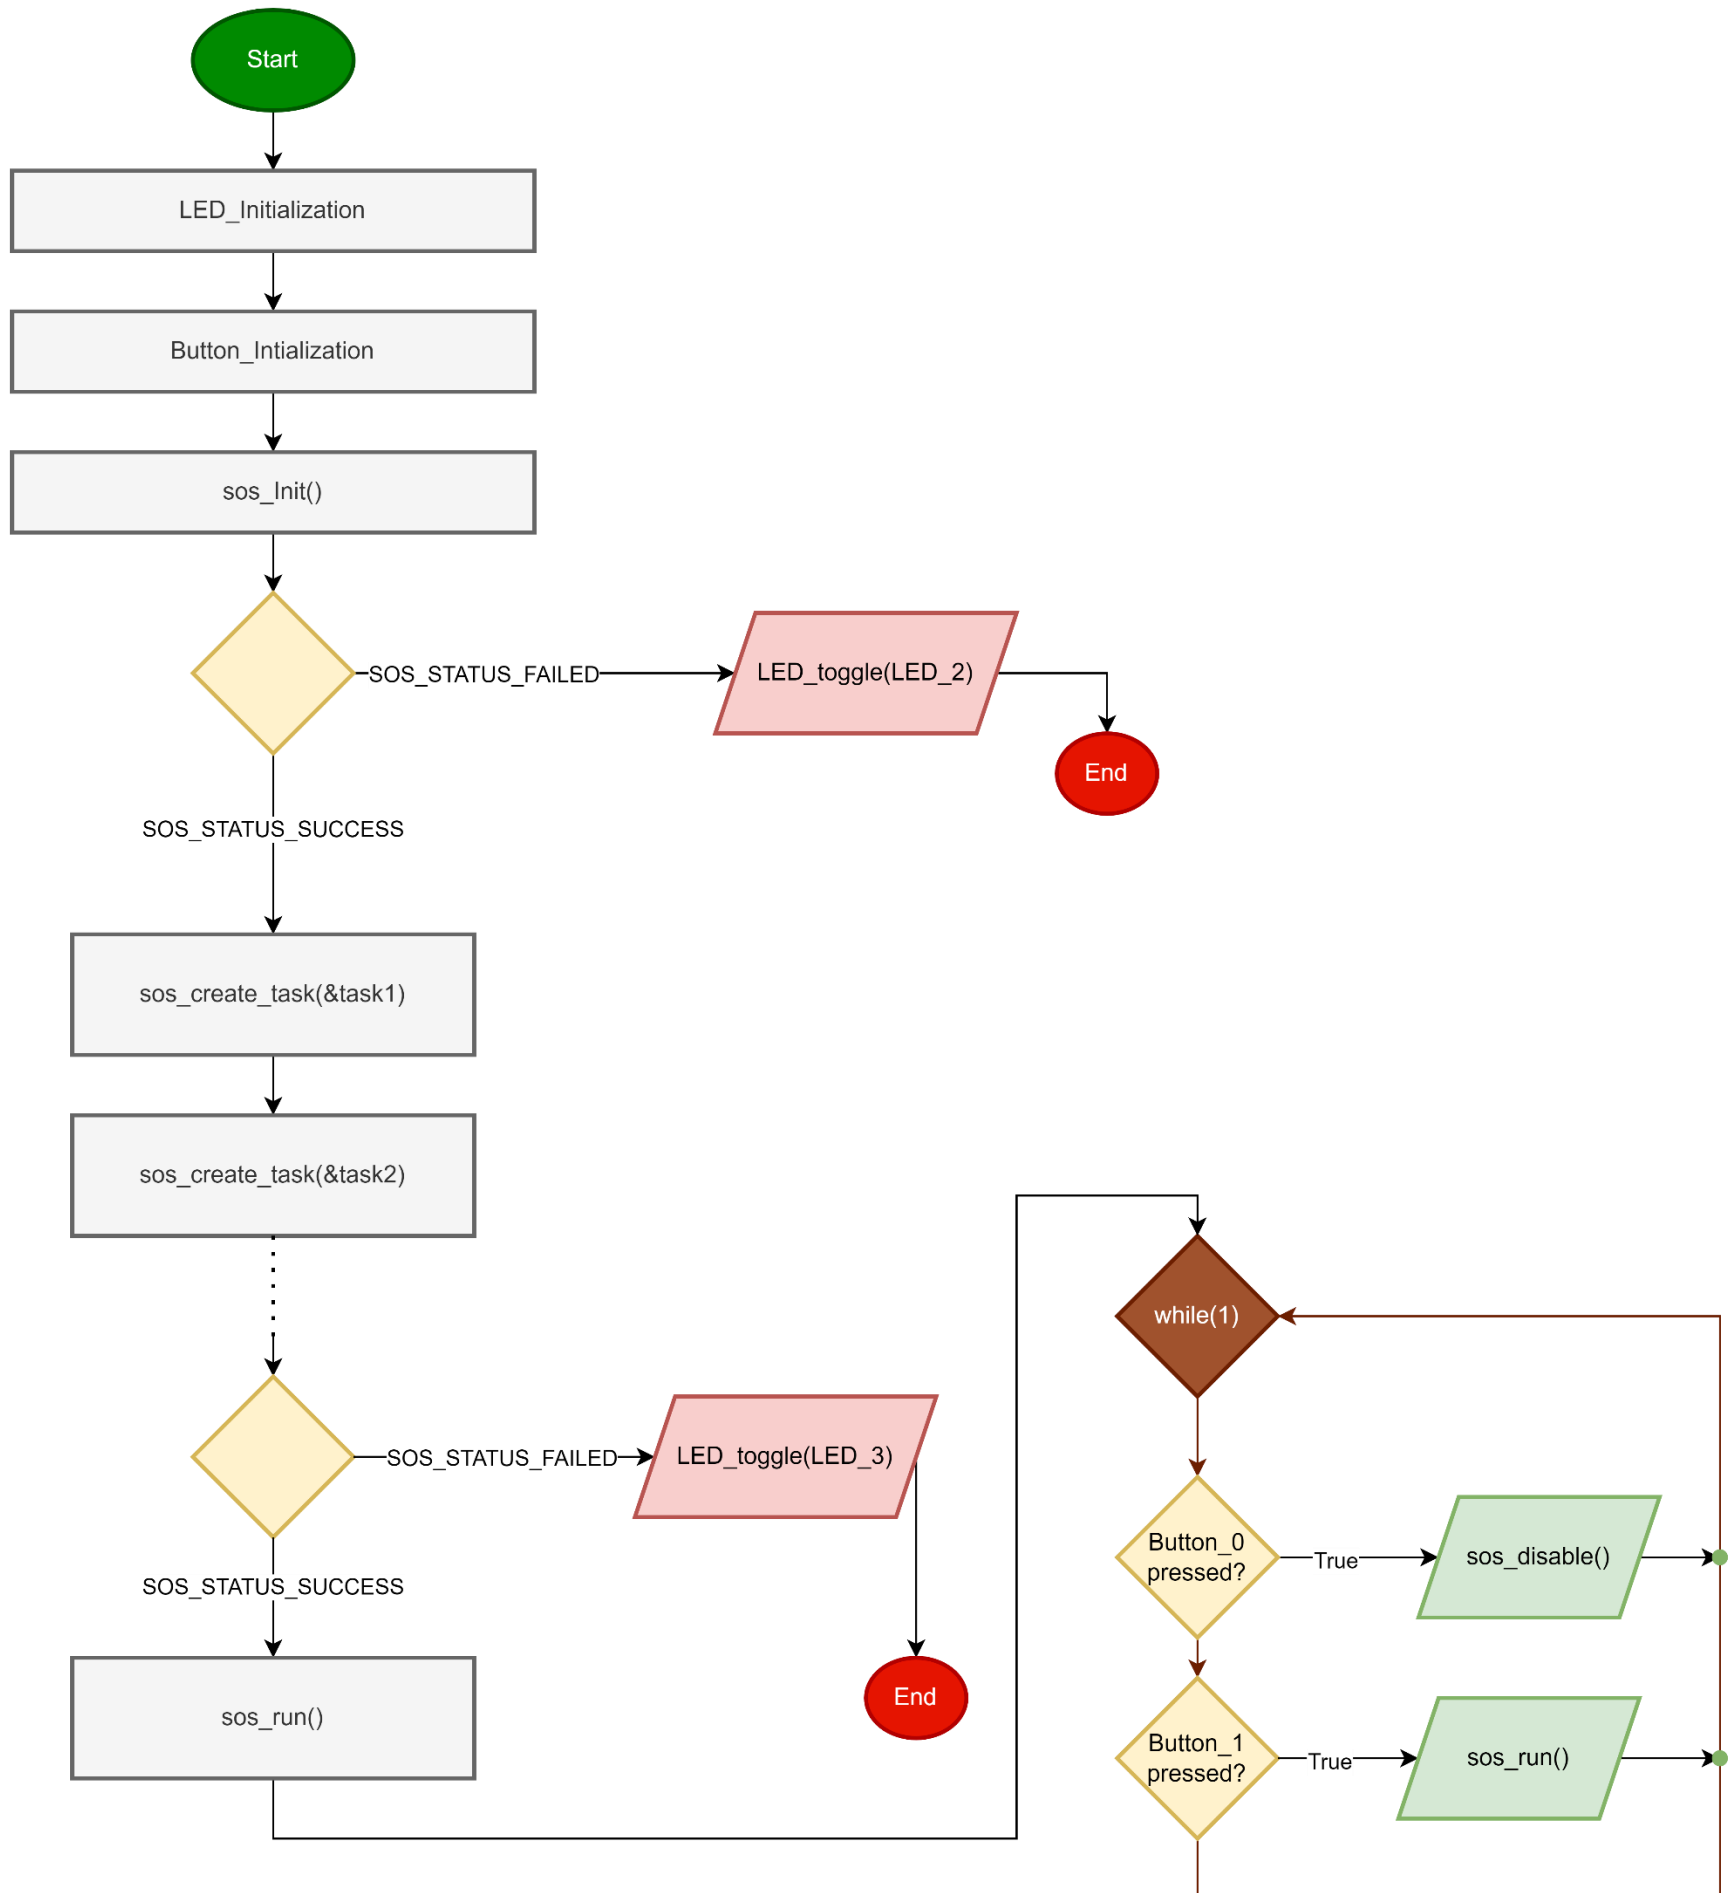 Start
LED_Initialization
Button_Intialization
sos_Init()
SOS_STATUS_FAILED
LED_toggle(LED_2)
End
SOS_STATUS_SUCCESS
sos_create_task(&task1)
sos_create_task(&task2)
SOS_STATUS_FAILED
LED_toggle(LED_3)
End
SOS_STATUS_SUCCESS
sos_run()
while(1)
Button_0
pressed?
True
sos_disable()
Button_1
pressed?
True
sos_run()